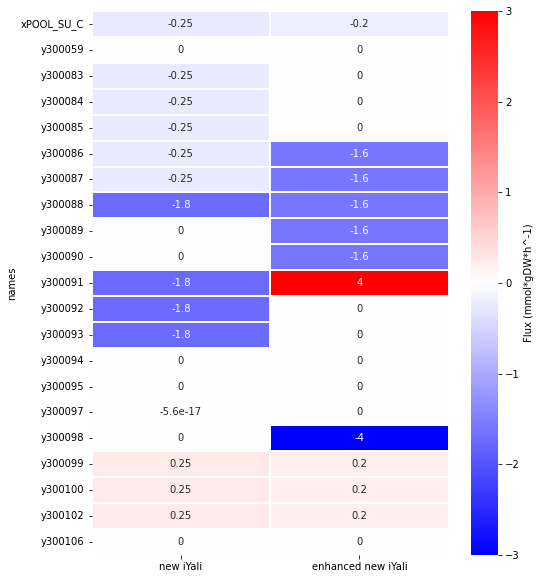 xPOOL_SU_C -0.25 -0.2
y300059 0 0
y300083 -0.25 0
y300084 -0.25 0
y300085 -0.25 0
y300086 -0.25 -1.6
y300087 -0.25 -1.6
y300088 -1.8 -1.6
y300089 0 -1.6
y300090 0 -1.6
y300091 -1.8 4
y300092 -1.8 0
y300093 -1.8 0
y300094 0 0
y300095 0 0
y300097 -5.6e-17 0
y300098 0 -4
y300099 0.25 0.2
y300100 0.25 0.2
y300102 0.25 0.2
y300106 0 0
names
new iYali enhanced new iYali
3
2
1
0
−1
−2
−3
Flux (mmol*gDW*h^-1)